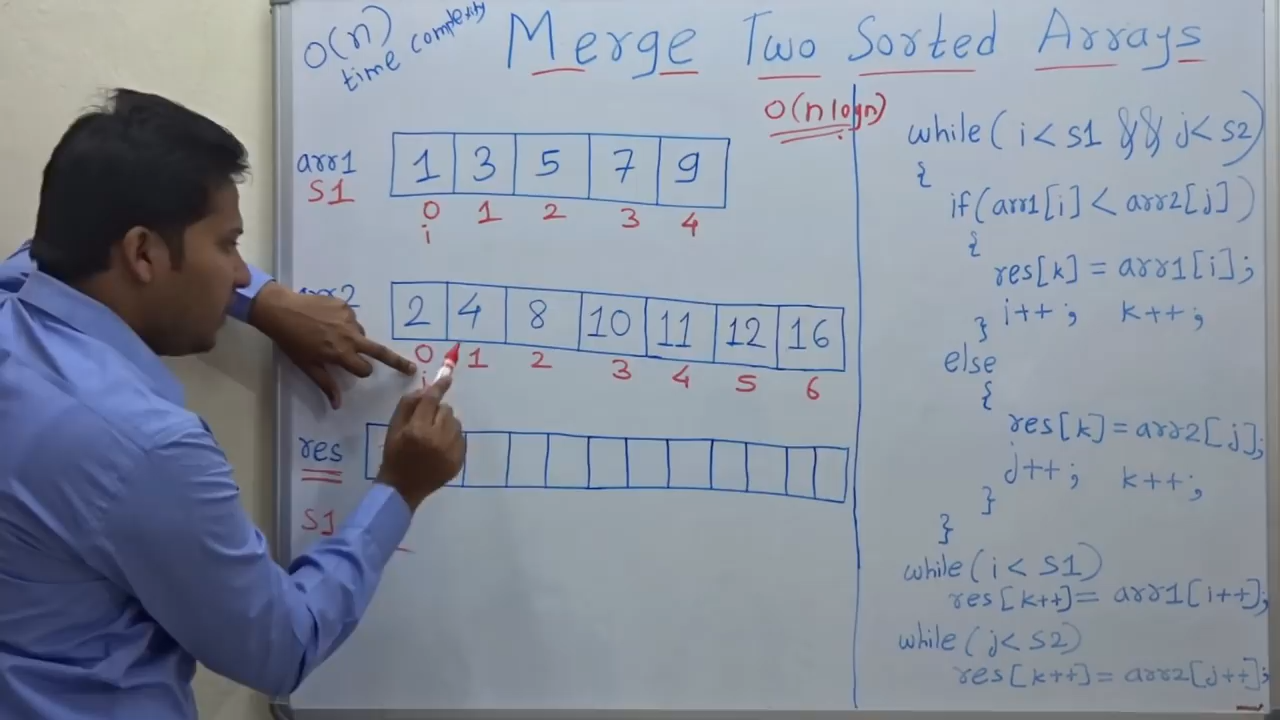 O(n)
time complexity
Merge Two Sorted Arrays
O(n logn)
arr1
S1
1 3 5 7 9
0 1 2 3 4
i
2 4 8 10 11 12 16
0 1 2 3 4 5 6
j
res
S1
while( i < s1 && j < s2)
{
if(arr1[i] < arr2[j])
{
res[k] = arr1[i];
i++; k++;
}
else
{
res[k] = arr2[j];
j++; k++;
}
}
while(i < s1)
res[k++] = arr1[i++];
while(j < s2)
res[k++] = arr2[j++];